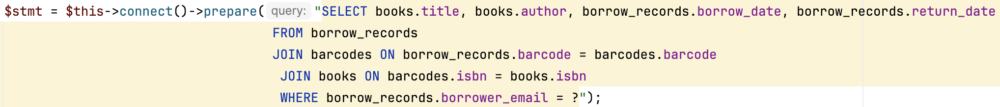 $stmt = $this->connect()->prepare( query: "SELECT books.title, books.author, borrow_records.borrow_date, borrow_records.return_date
FROM borrow_records
JOIN barcodes ON borrow_records.barcode = barcodes.barcode
JOIN books ON barcodes.isbn = books.isbn
WHERE borrow_records.borrower_email = ?");